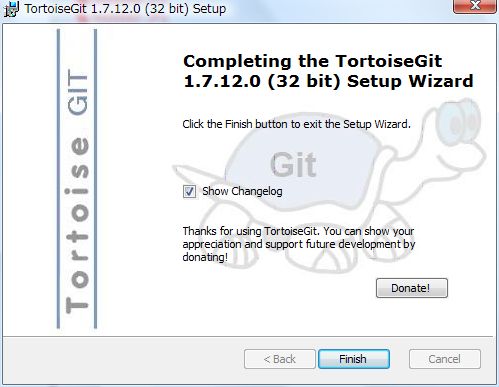 TortoiseGit 1.7.12.0 (32 bit) Setup
Tortoise GIT
Completing the TortoiseGit
1.7.12.0 (32 bit) Setup Wizard
Click the Finish button to exit the Setup Wizard.
Git
Show Changelog
Thanks for using TortoiseGit. You can show your
appreciation and support future development by
donating!
Donate!
< Back
Finish
Cancel